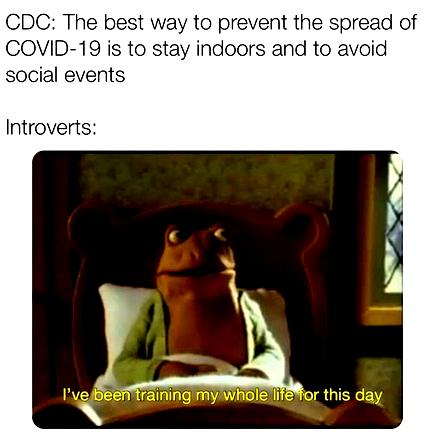 CDC: The best way to prevent the spread of
COVID-19 is to stay indoors and to avoid
social events
Introverts:
I've been training my whole life for this day